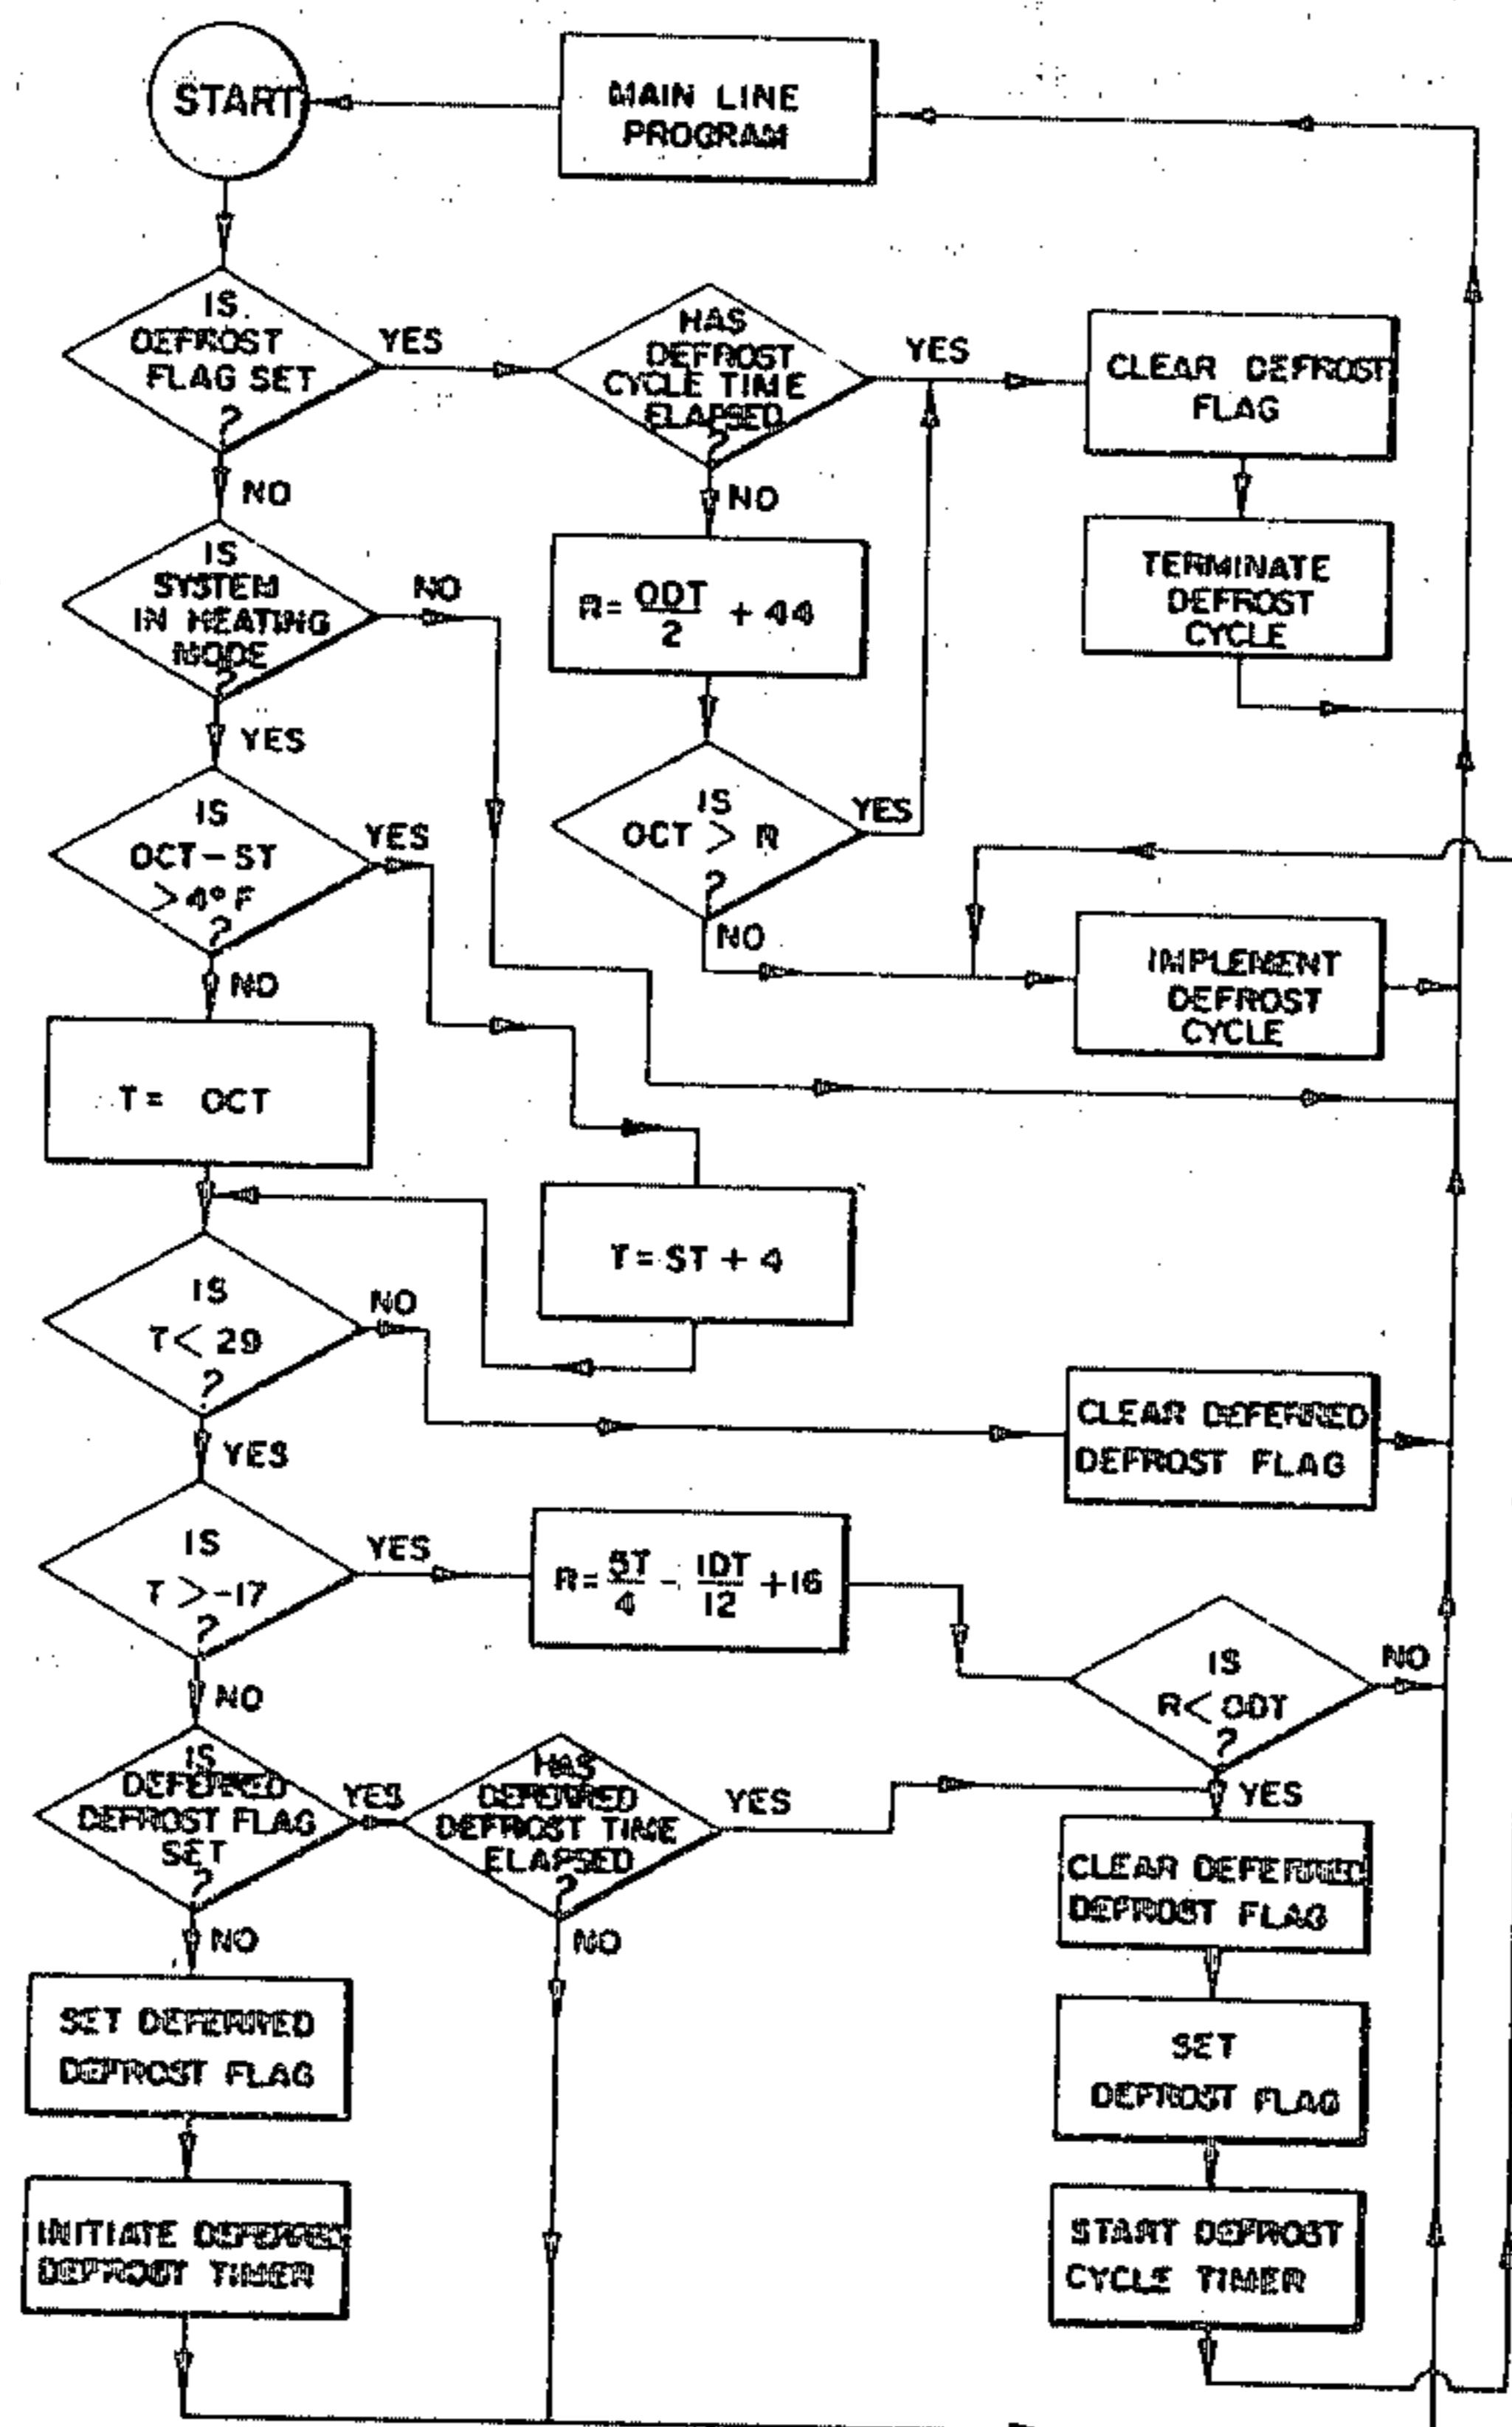 START
MAIN LINE
PROGRAM
IS
DEFROST
FLAG SET
?
YES
HAS
DEFROST
CYCLE TIME
ELAPSED
?
YES
CLEAR DEFROST
FLAG
NO
NO
IS
SYSTEM
IN HEATING
MODE
?
NO
R= ODT/2 + 44
TERMINATE
DEFROST
CYCLE
YES
IS
OCT-ST
>4°F
?
YES
IS
OCT > R
?
YES
NO
NO
IMPLEMENT
DEFROST
CYCLE
T= OCT
T=ST + 4
IS
T< 29
?
NO
CLEAR DEFERRED
DEFROST FLAG
YES
IS
T >-17
?
YES
R= 5T/4 - IDT/12 +16
IS
R< ODT
?
NO
NO
YES
IS
DEFERRED
DEFROST FLAG
SET
?
YES
HAS
DEFERRED
DEFROST TIME
ELAPSED
?
YES
NO
NO
CLEAR DEFERRED
DEFROST FLAG
SET DEFERRED
DEFROST FLAG
SET
DEFROST FLAG
INITIATE DEFERRED
DEFROST TIMER
START DEFROST
CYCLE TIMER